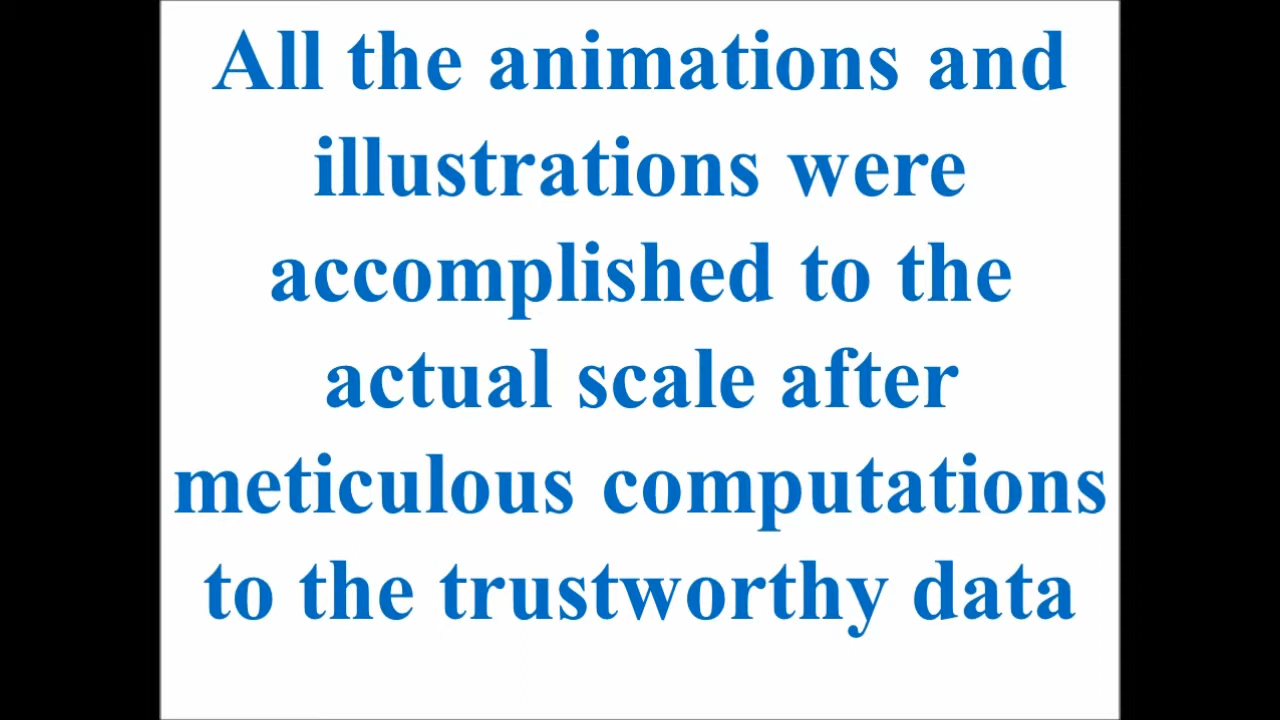 All the animations and
illustrations were
accomplished to the
actual scale after
meticulous computations
to the trustworthy data